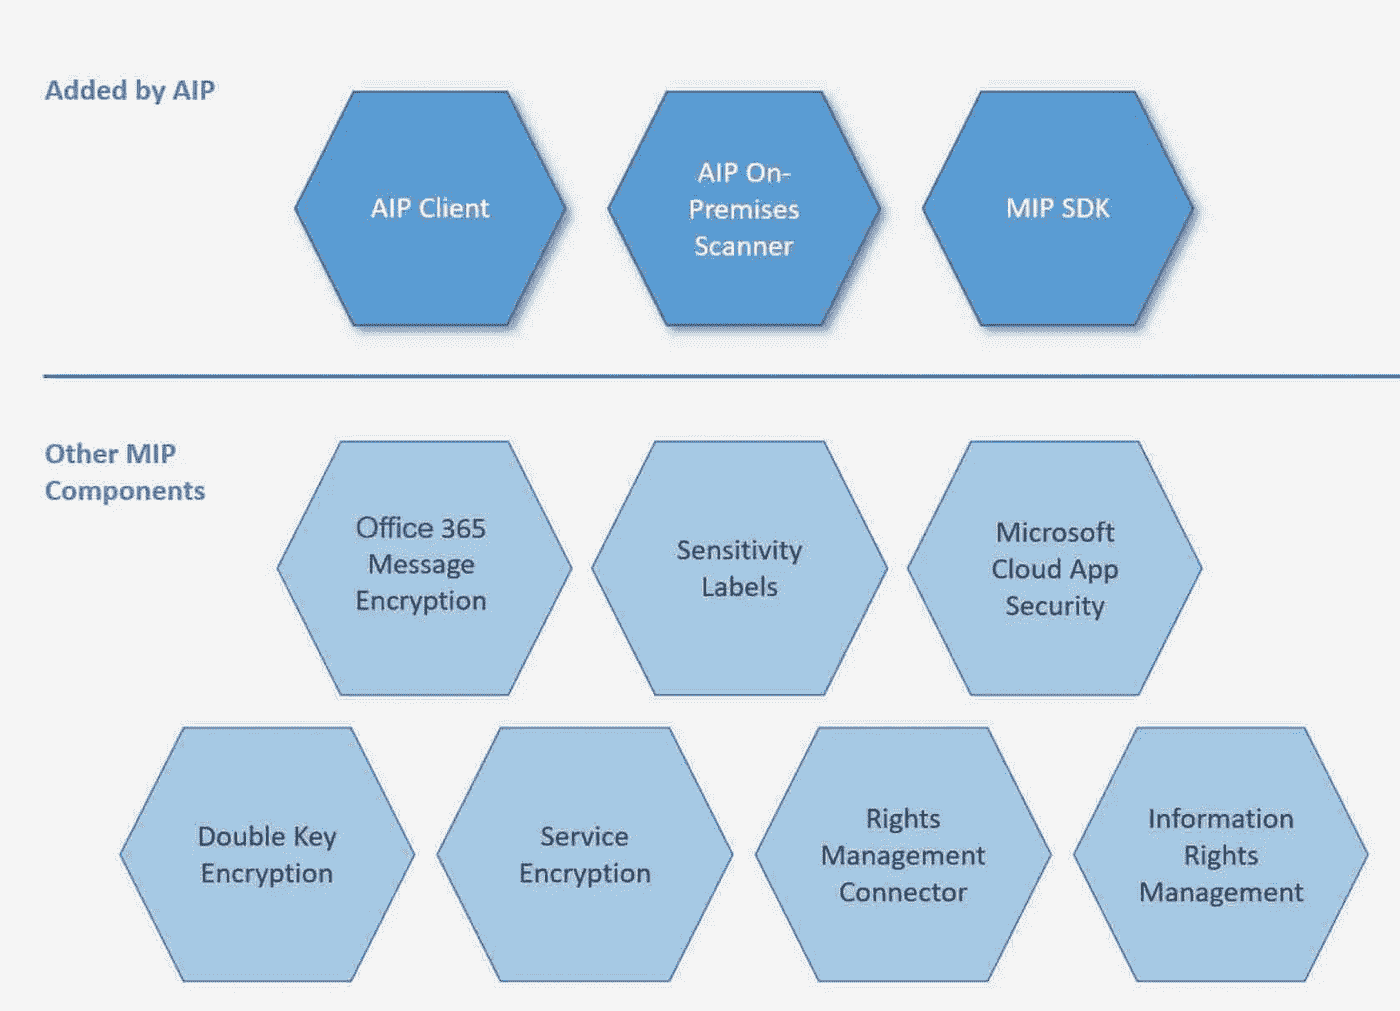 Added by AIP
AIP Client
AIP On-
Premises
Scanner
MIP SDK
Other MIP
Components
Office 365
Message
Encryption
Sensitivity
Labels
Microsoft
Cloud App
Security
Double Key
Encryption
Service
Encryption
Rights
Management
Connector
Information
Rights
Management